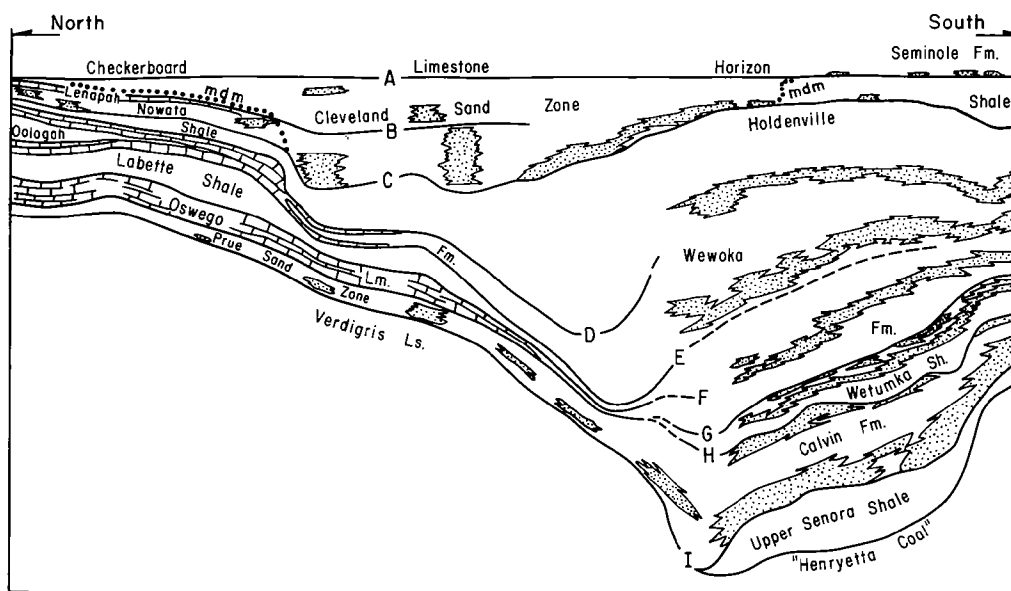 North
South
Seminole Fm.
Checkerboard A Limestone Horizon
mdm
mdm
Lenapah
Nowata
Shale
Cleveland Sand Zone
B
Shale
Holdenville
Oologah
C
Labette
Shale
Oswego
Lm.
Fm.
Wewoka
Prue
Sand
Zone
Verdigris Ls.
D
E
Fm.
F
Wetumka Sh.
G
H
Calvin Fm.
Upper Senora Shale
I
"Henryetta Coal"